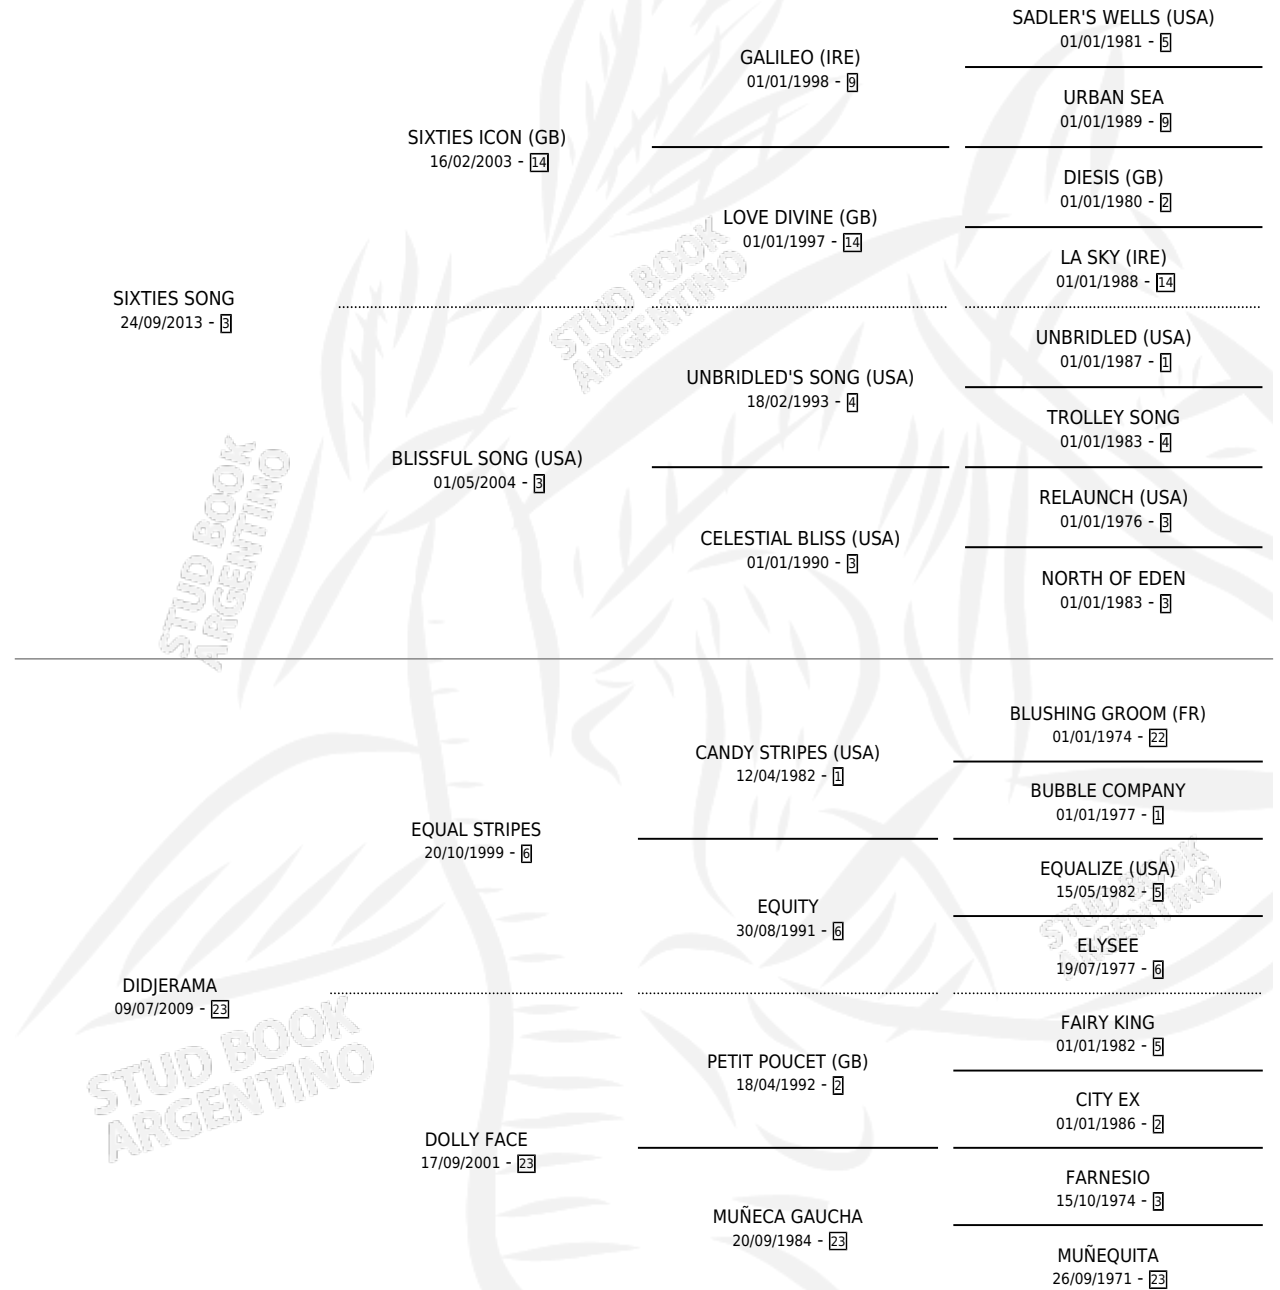 SADLER'S WELLS (USA)
01/01/1981 - 5
GALILEO (IRE)
01/01/1998 - 9
URBAN SEA
01/01/1989 - 9
SIXTIES ICON (GB)
16/02/2003 - 14
DIESIS (GB)
01/01/1980 - 2
LOVE DIVINE (GB)
01/01/1997 - 14
LA SKY (IRE)
01/01/1988 - 14
SIXTIES SONG
24/09/2013 - 3
STUD BOOK
ARGENTINO
UNBRIDLED (USA)
01/01/1987 - 1
UNBRIDLED'S SONG (USA)
18/02/1993 - 4
TROLLEY SONG
01/01/1983 - 4
BLISSFUL SONG (USA)
01/05/2004 - 3
RELAUNCH (USA)
01/01/1976 - 3
CELESTIAL BLISS (USA)
01/01/1990 - 3
NORTH OF EDEN
01/01/1983 - 3
STUD BOOK
ARGENTINO
BLUSHING GROOM (FR)
01/01/1974 - 22
CANDY STRIPES (USA)
12/04/1982 - 1
BUBBLE COMPANY
01/01/1977 - 1
EQUAL STRIPES
20/10/1999 - 6
EQUALIZE (USA)
15/05/1982 - 5
EQUITY
30/08/1991 - 6
ELYSEE
19/07/1977 - 6
STUD BOOK
ARGENTINO
DIDJERAMA
09/07/2009 - 23
FAIRY KING
01/01/1982 - 5
PETIT POUCET (GB)
18/04/1992 - 2
CITY EX
01/01/1986 - 2
STUD BOOK
ARGENTINO
DOLLY FACE
17/09/2001 - 23
FARNESIO
15/10/1974 - 3
MUÑECA GAUCHA
20/09/1984 - 23
MUÑEQUITA
26/09/1971 - 23